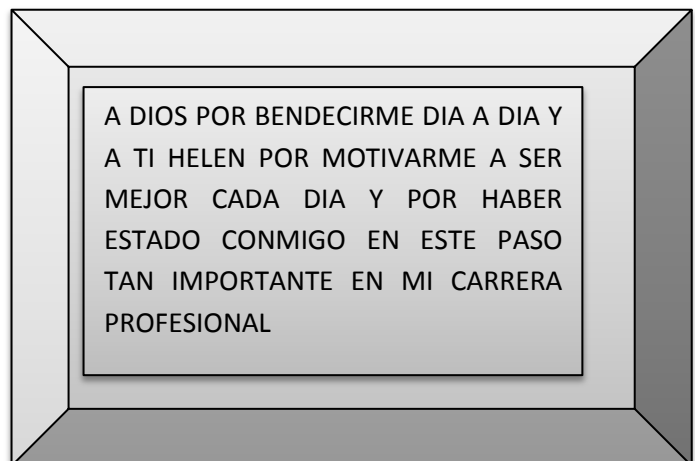 A DIOS POR BENDECIRME DIA A DIA Y
A TI HELEN POR MOTIVARME A SER
MEJOR CADA DIA Y POR HABER
ESTADO CONMIGO EN ESTE PASO
TAN IMPORTANTE EN MI CARRERA
PROFESIONAL